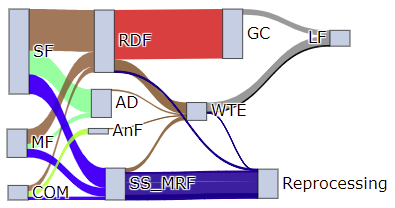 SF
RDF
GC
LF
AD
WTE
AnF
MF
COM
SS_MRF
Reprocessing